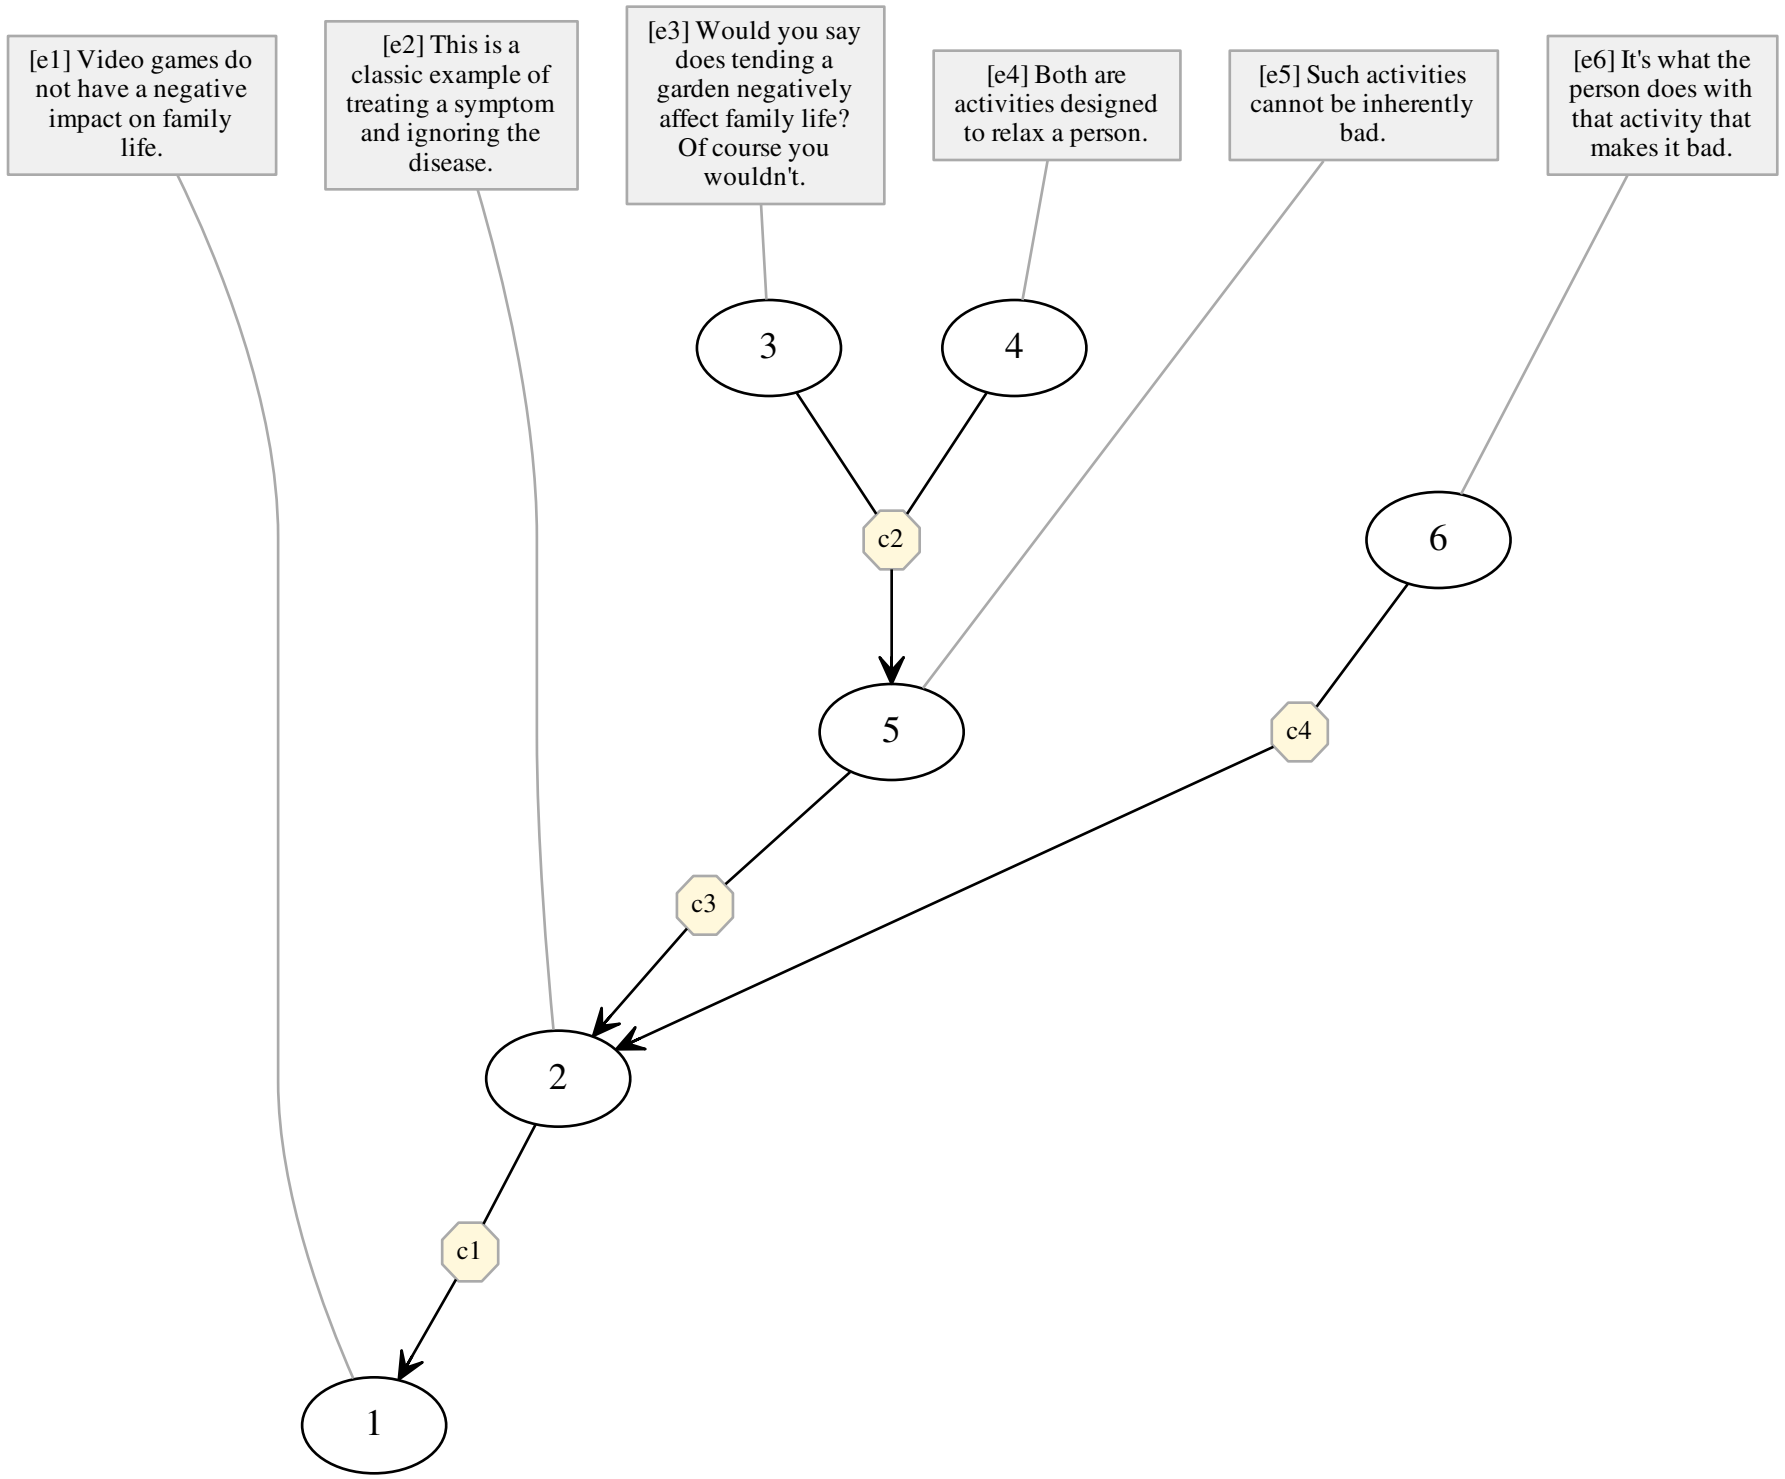 [e1] Video games do
not have a negative
impact on family
life.
[e2] This is a
classic example of
treating a symptom
and ignoring the
disease.
[e3] Would you say
does tending a
garden negatively
affect family life?
Of course you
wouldn't.
[e4] Both are
activities designed
to relax a person.
[e5] Such activities
cannot be inherently
bad.
[e6] It's what the
person does with
that activity that
makes it bad.
3
4
c2
6
5
c4
c3
2
c1
1